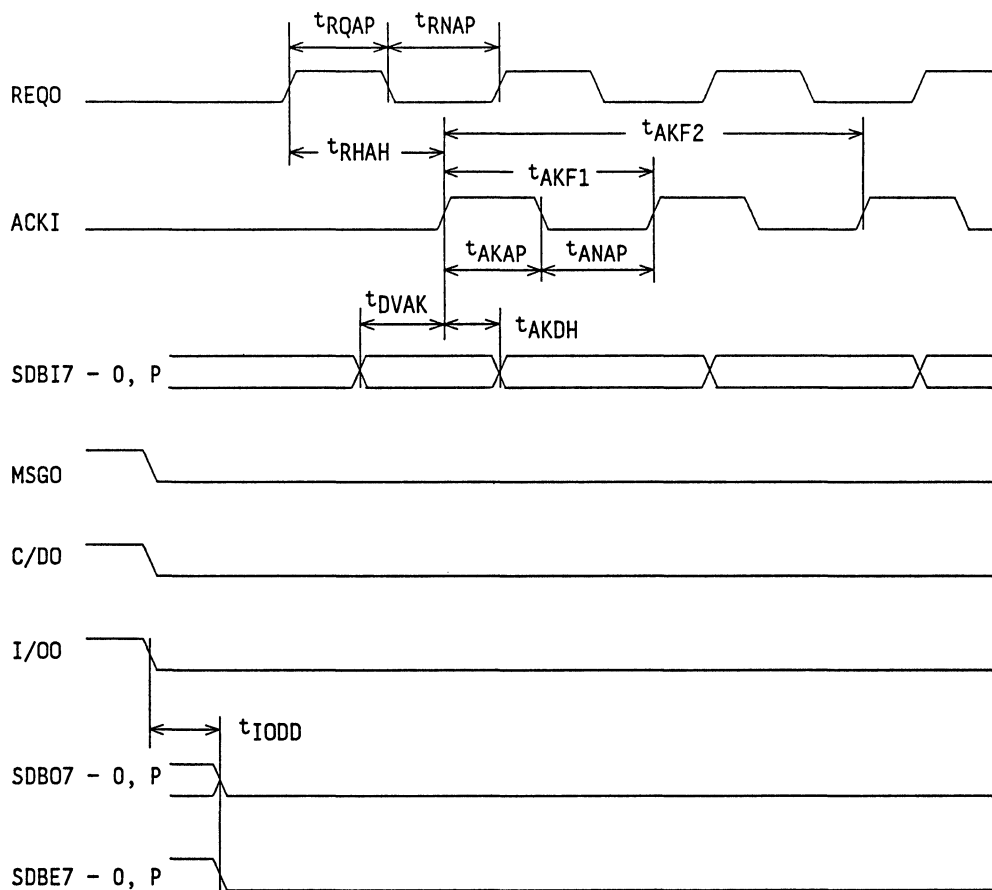 tRQAP tRNAP
REQO
tAKF2
tRHAH
tAKF1
ACKI
tAKAP tANAP
tDVAK
tAKDH
SDBI7 - 0, P
MSGO
C/DO
I/OO
tIODD
SDBO7 - 0, P
SDBE7 - 0, P